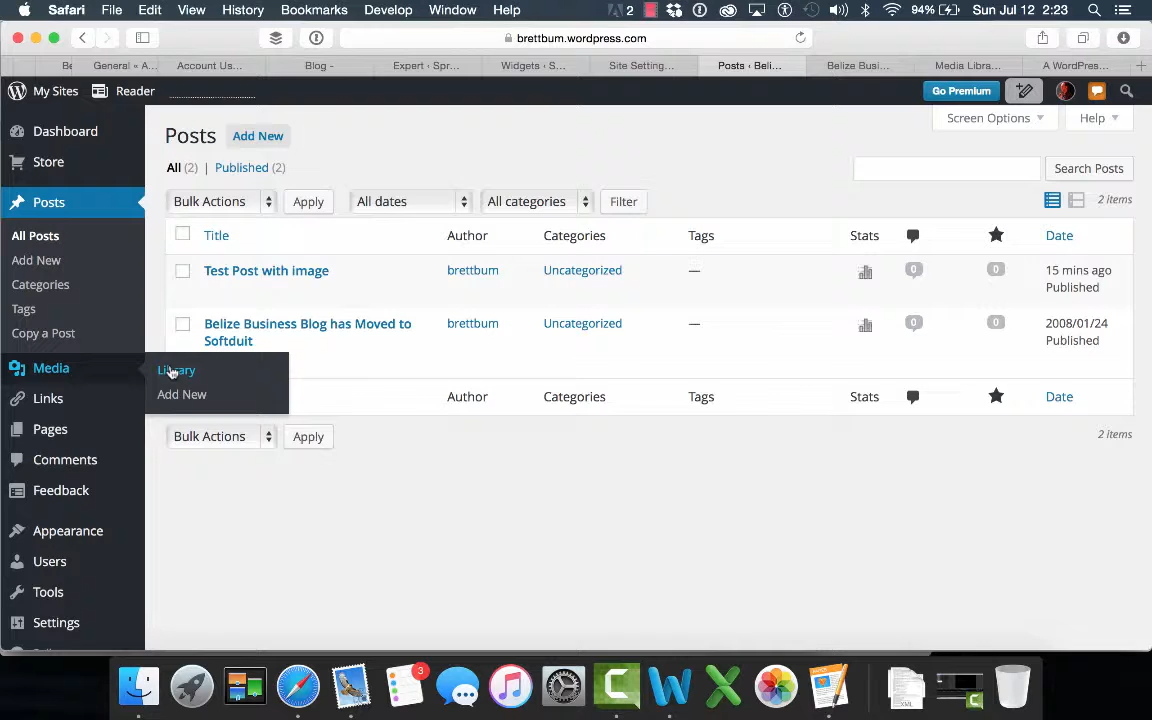 Safari File Edit View History Bookmarks Develop Window Help 2 94% Sun Jul 12 2:23
brettbum.wordpress.com
Be General « A... Account Us... Blog - Expert ‹ Spr... Widgets ‹ S... Site Setting... Posts ‹ Beli... Belize Busi... Media Libra... A WordPress...
My Sites Reader Go Premium
Dashboard
Store
Posts
All Posts
Add New
Categories
Tags
Copy a Post
Media
Library
Add New
Links
Pages
Comments
Feedback
Appearance
Users
Tools
Settings
Screen Options Help
Posts Add New
All (2) | Published (2)
Search Posts
Bulk Actions Apply All dates All categories Filter 2 items
Title Author Categories Tags Stats Date
Test Post with image brettbum Uncategorized — 0 0 15 mins ago
Published
Belize Business Blog has Moved to brettbum Uncategorized — 0 0 2008/01/24
Softduit Published
Author Categories Tags Stats Date
Bulk Actions Apply 2 items
3
XML